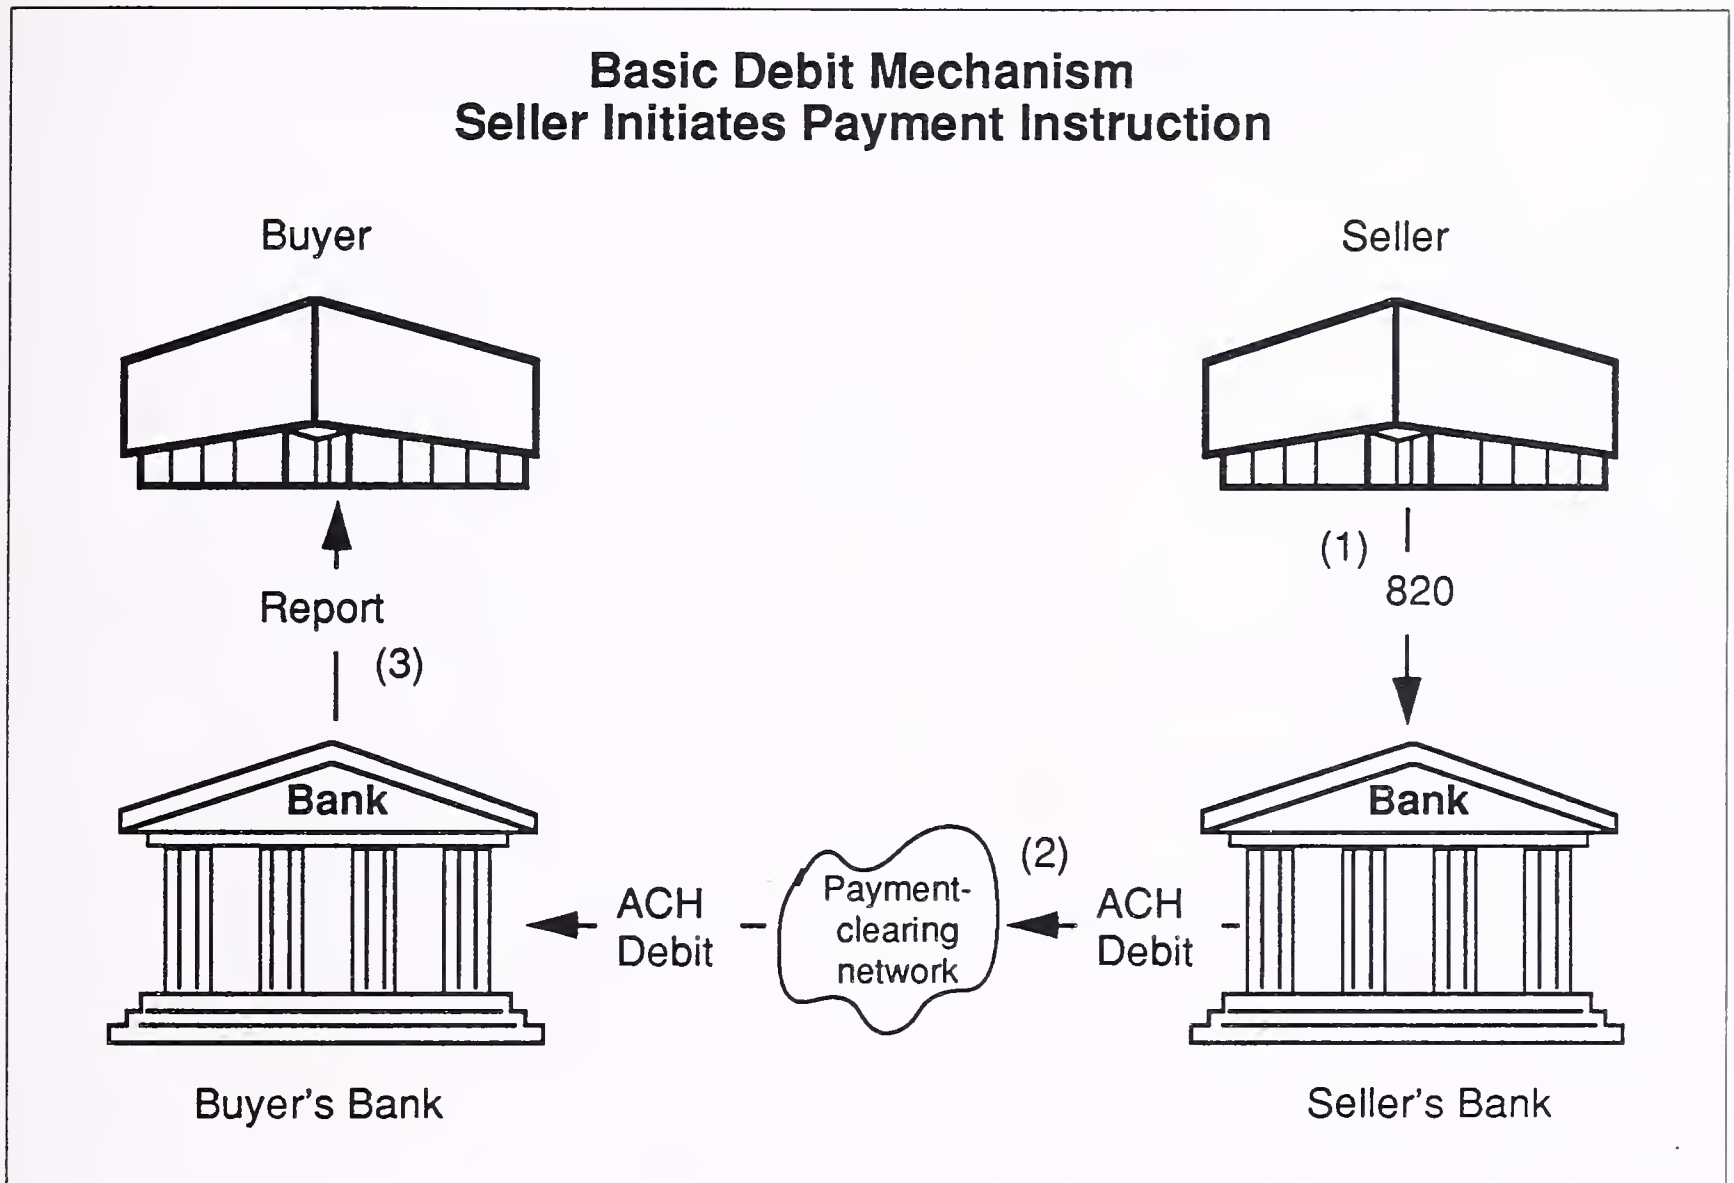 Basic Debit Mechanism
Seller Initiates Payment Instruction
Buyer
Seller
(1)
820
Report
(3)
Bank
Bank
(2)
Payment-
clearing
network
ACH
Debit
ACH
Debit
Buyer's Bank
Seller's Bank